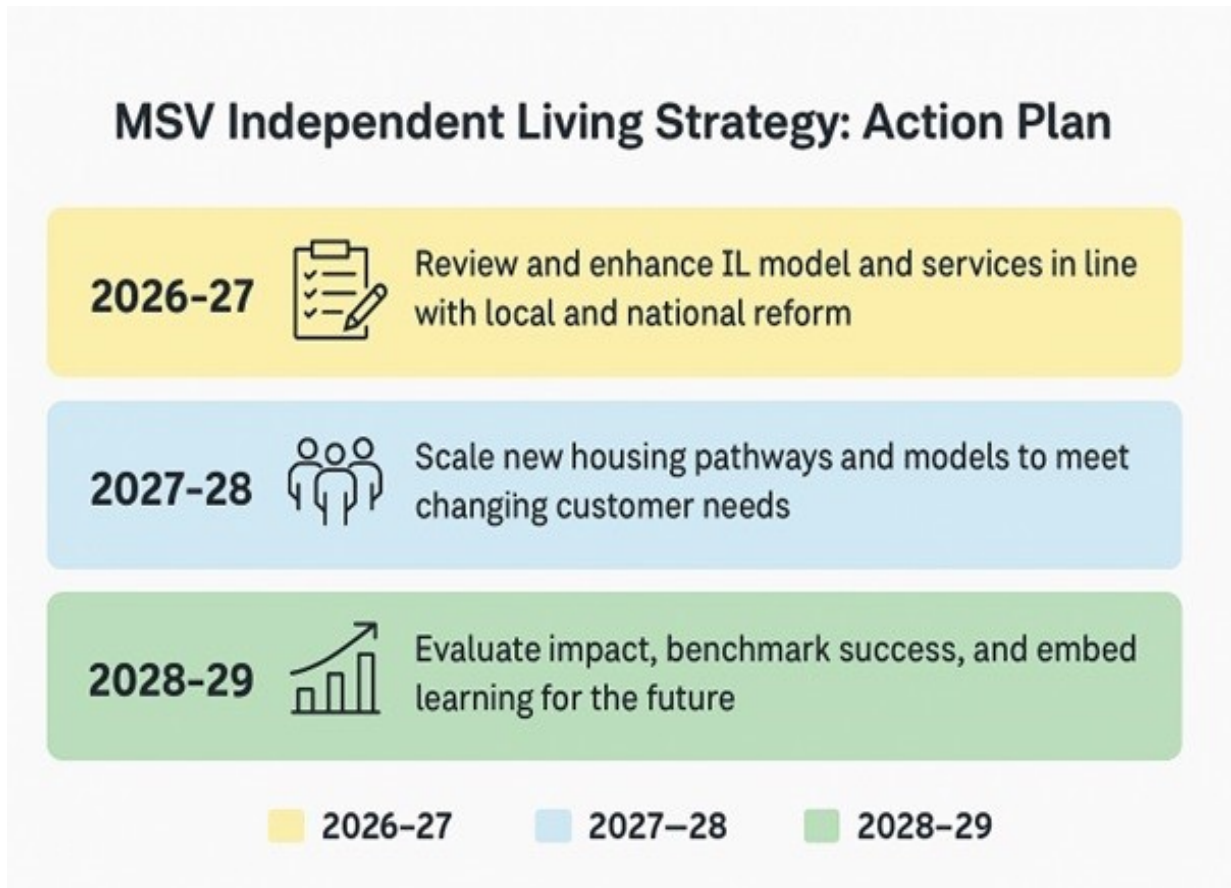 MSV Independent Living Strategy: Action Plan
2026-27
Review and enhance IL model and services in line
with local and national reform
2027-28
Scale new housing pathways and models to meet
changing customer needs
2028-29
Evaluate impact, benchmark success, and embed
learning for the future
2026-27
2027—28
2028-29